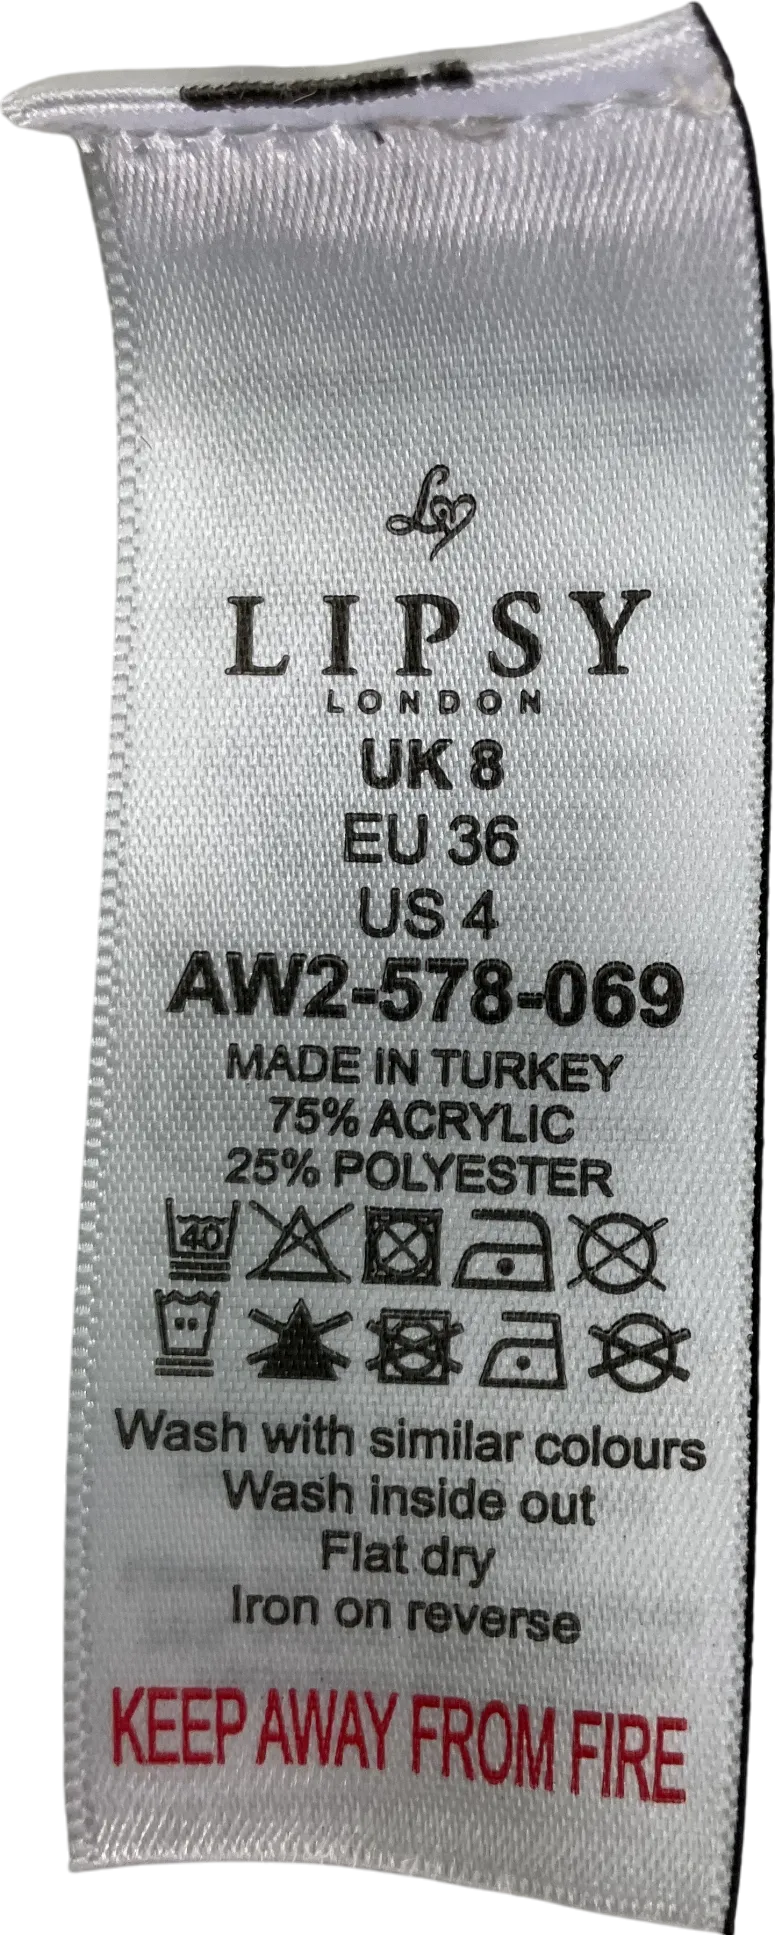 LIPSY
LONDON
UK 8
EU 36
US 4
AW2-578-069
MADE IN TURKEY
75% ACRYLIC
25% POLYESTER
40
Wash with similar colours
Wash inside out
Flat dry
Iron on reverse
KEEP AWAY FROM FIRE